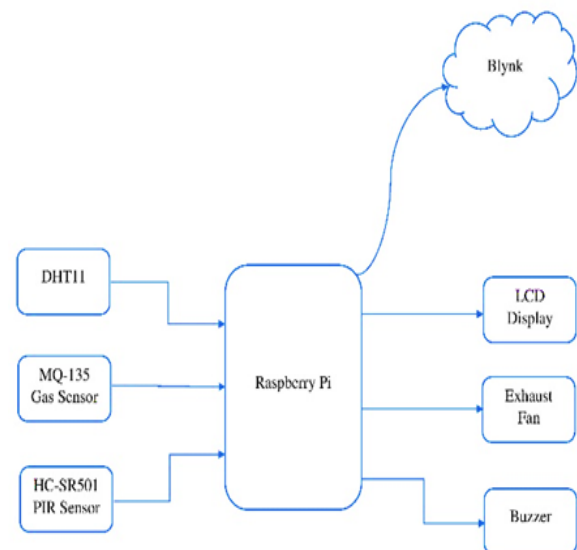 Blynk
DHT11
MQ-135
Gas Sensor
HC-SR501
PIR Sensor
Raspberry Pi
LCD
Display
Exhaust
Fan
Buzzer